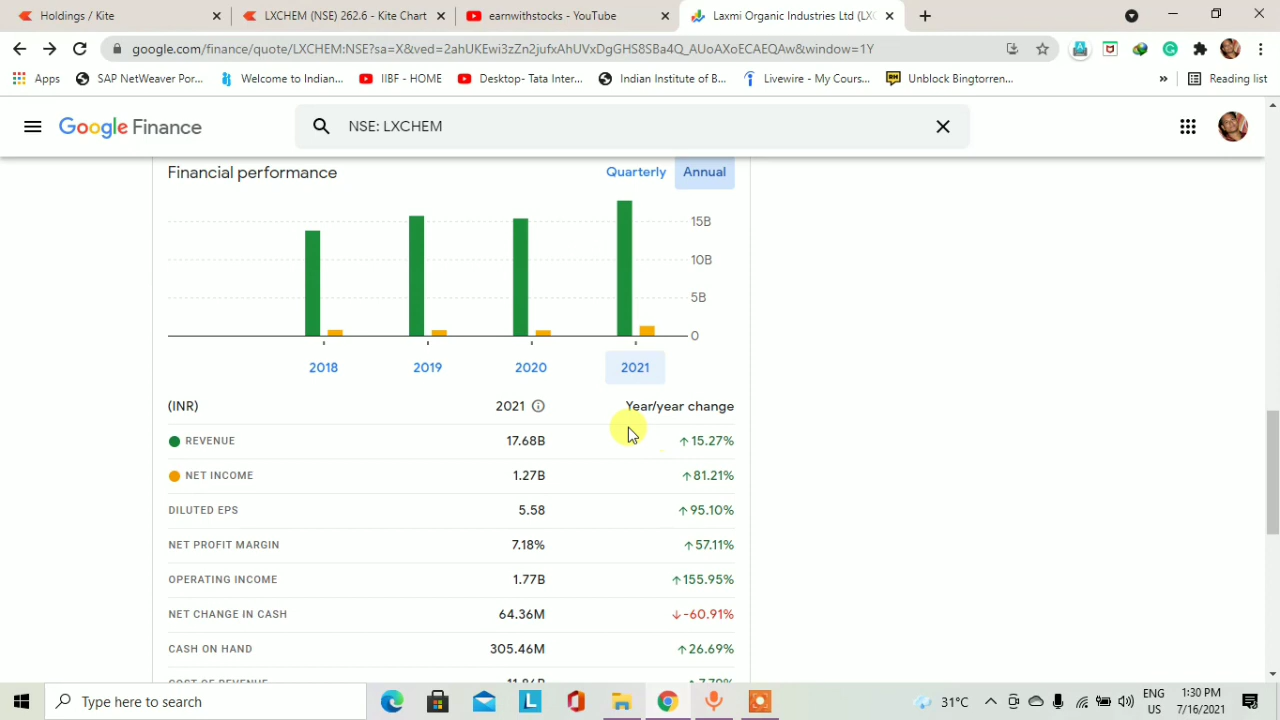 Holdings / Kite
LXCHEM (NSE) 262.6 - Kite Chart
earnwithstocks - YouTube
Laxmi Organic Industries Ltd (LX
google.com/finance/quote/LXCHEM:NSE?sa=X&ved=2ahUKEwi3zZn2jufxAhUVxDgGHS8SBa4Q_AUoAXoECAEQAw&window=1Y
Apps
SAP NetWeaver Por...
Welcome to Indian...
IIBF - HOME
Desktop- Tata Inter...
Indian Institute of B...
Livewire - My Cours...
Unblock Bingtorren...
»
Reading list
Google Finance
NSE: LXCHEM
Financial performance
Quarterly
Annual
15B
10B
5B
0
2018 2019 2020 2021
(INR) 2021 Year/year change
REVENUE 17.68B ↑15.27%
NET INCOME 1.27B ↑81.21%
DILUTED EPS 5.58 ↑95.10%
NET PROFIT MARGIN 7.18% ↑57.11%
OPERATING INCOME 1.77B ↑155.95%
NET CHANGE IN CASH 64.36M ↓-60.91%
CASH ON HAND 305.46M ↑26.69%
COST OF REVENUE
Type here to search
31°C
ENG
US
1:30 PM
7/16/2021